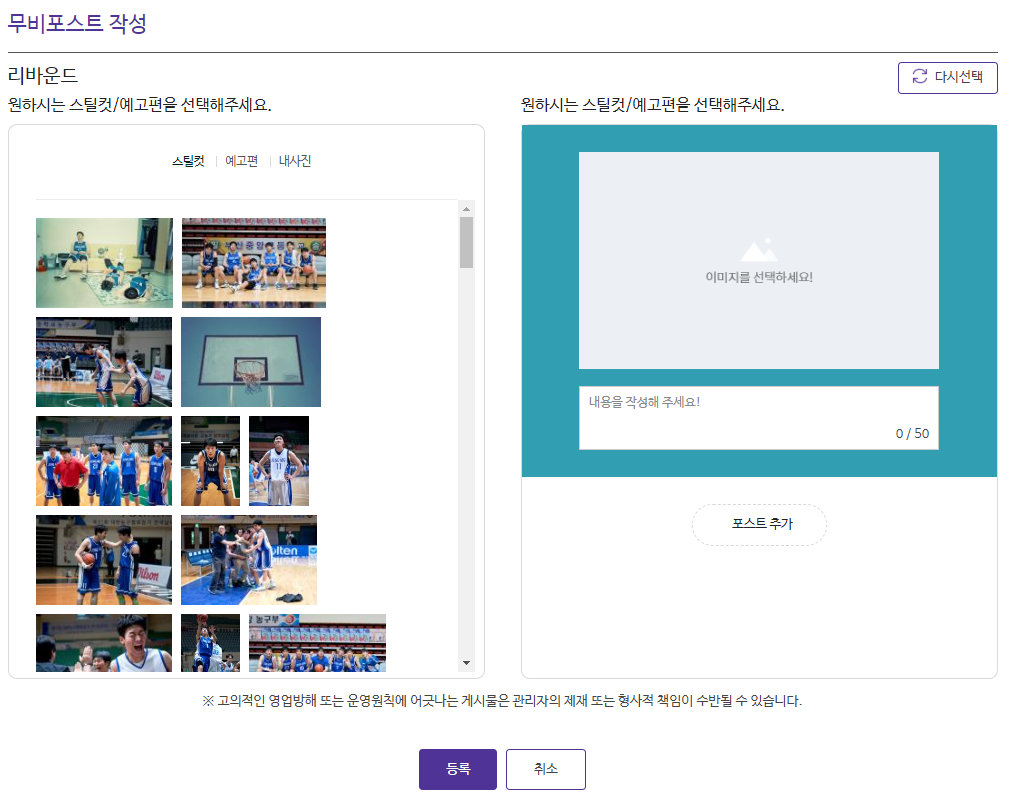 무비포스트 작성
리바운드
다시선택
원하시는 스틸컷/예고편을 선택해주세요.
원하시는 스틸컷/예고편을 선택해주세요.
스틸컷 예고편 내사진
이미지를 선택하세요!
내용을 작성해 주세요!
0 / 50
포스트 추가
※ 고의적인 영업방해 또는 운영원칙에 어긋나는 게시물은 관리자의 제재 또는 형사적 책임이 수반될 수 있습니다.
등록 취소